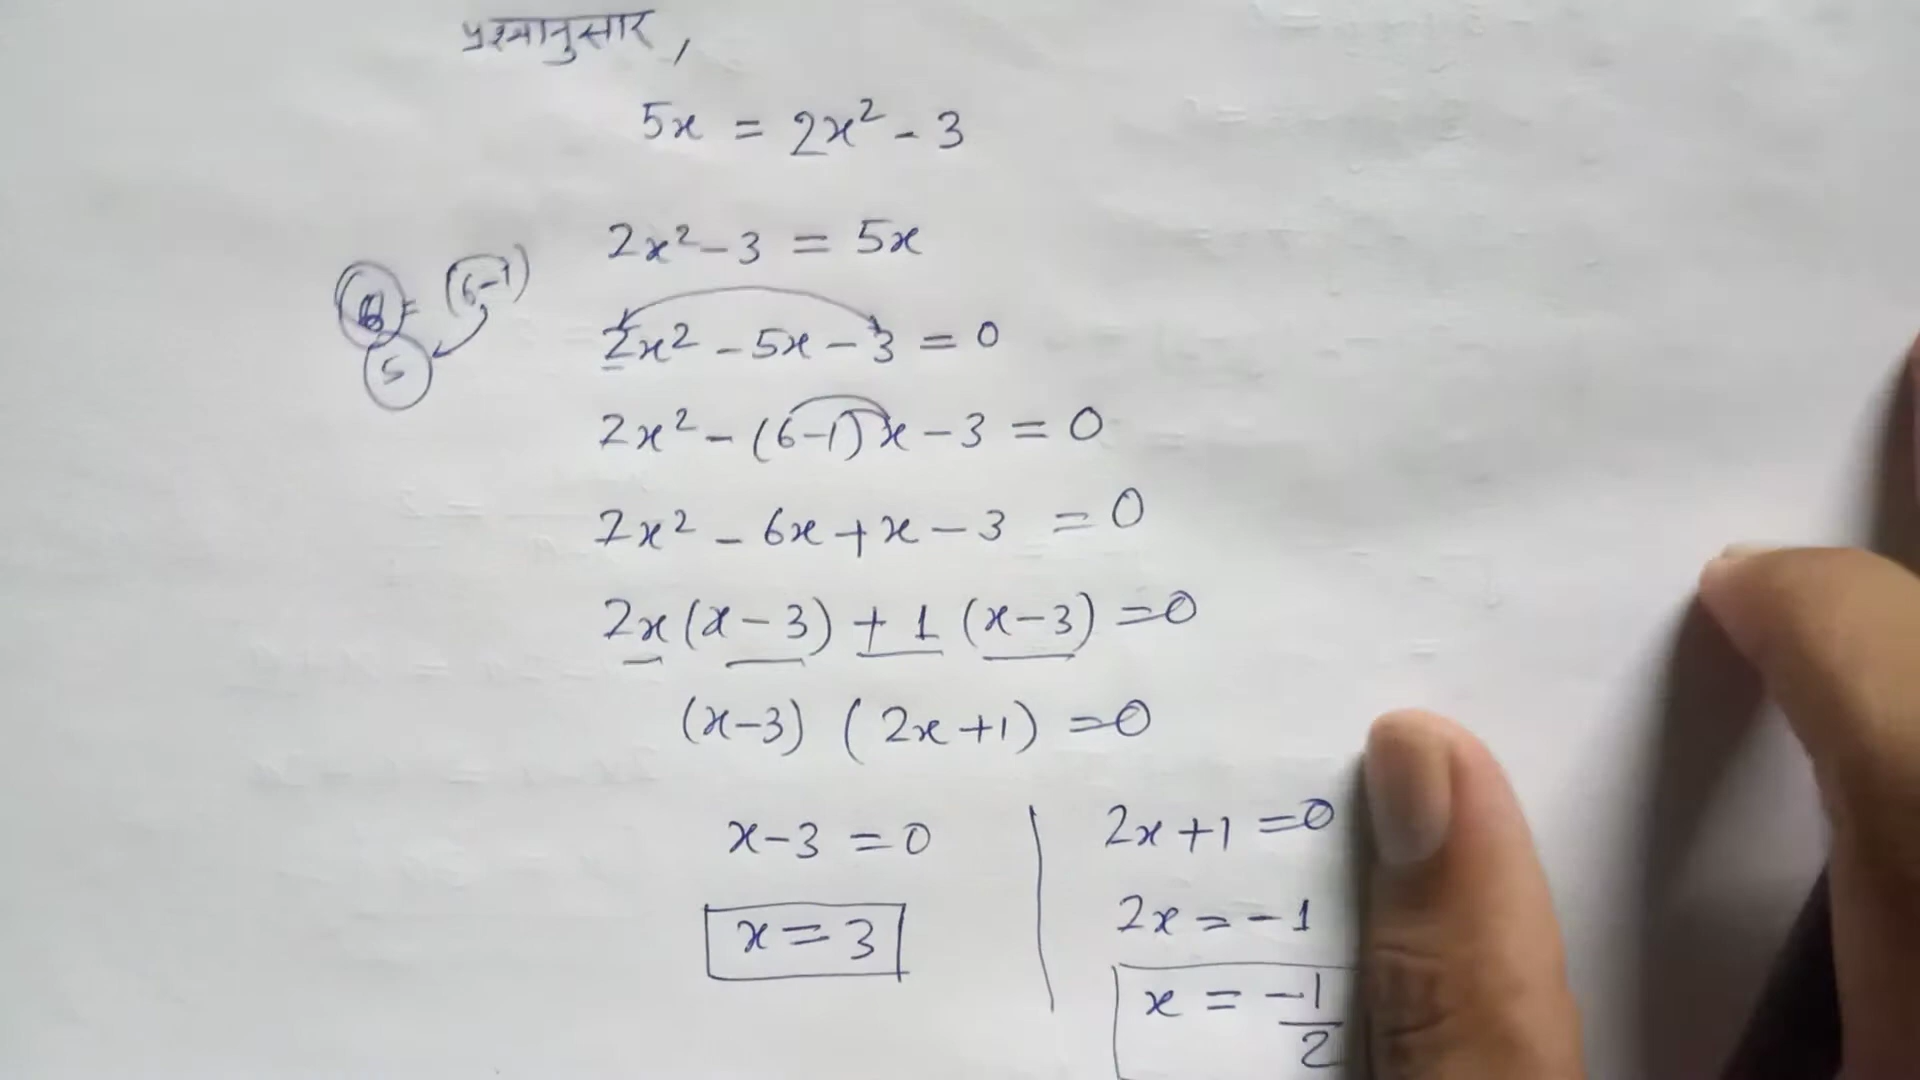 प्रश्नानुसार,
5x = 2x² - 3
2x² - 3 = 5x
6 = (6-1)
5
2x² - 5x - 3 = 0
2x² - (6-1)x - 3 = 0
2x² - 6x + x - 3 = 0
2x (x - 3) + 1 (x-3) = 0
(x-3) (2x+1) = 0
x-3 = 0
x = 3
2x + 1 = 0
2x = -1
x = -1/2